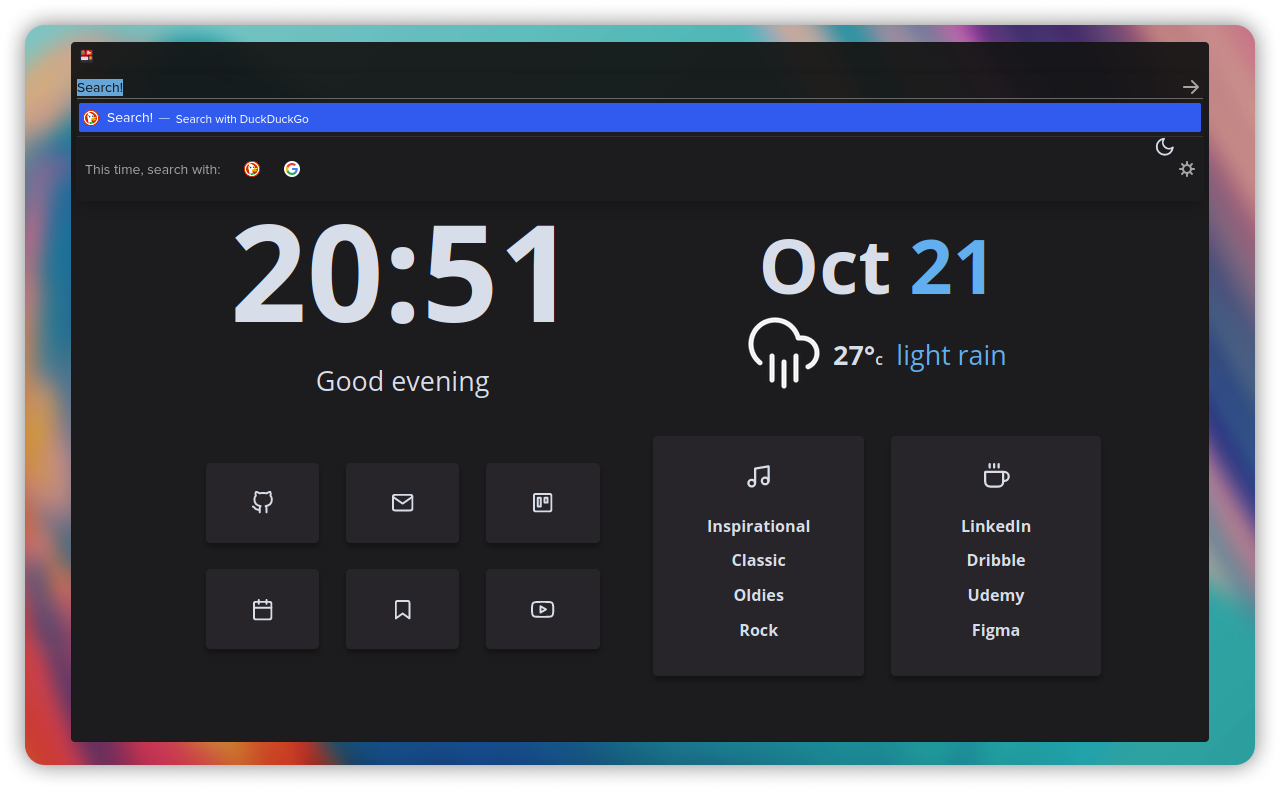 Search!
Search! — Search with DuckDuckGo
This time, search with:
20:51
Good evening
Oct 21
27°c light rain
Inspirational
Classic
Oldies
Rock
LinkedIn
Dribble
Udemy
Figma